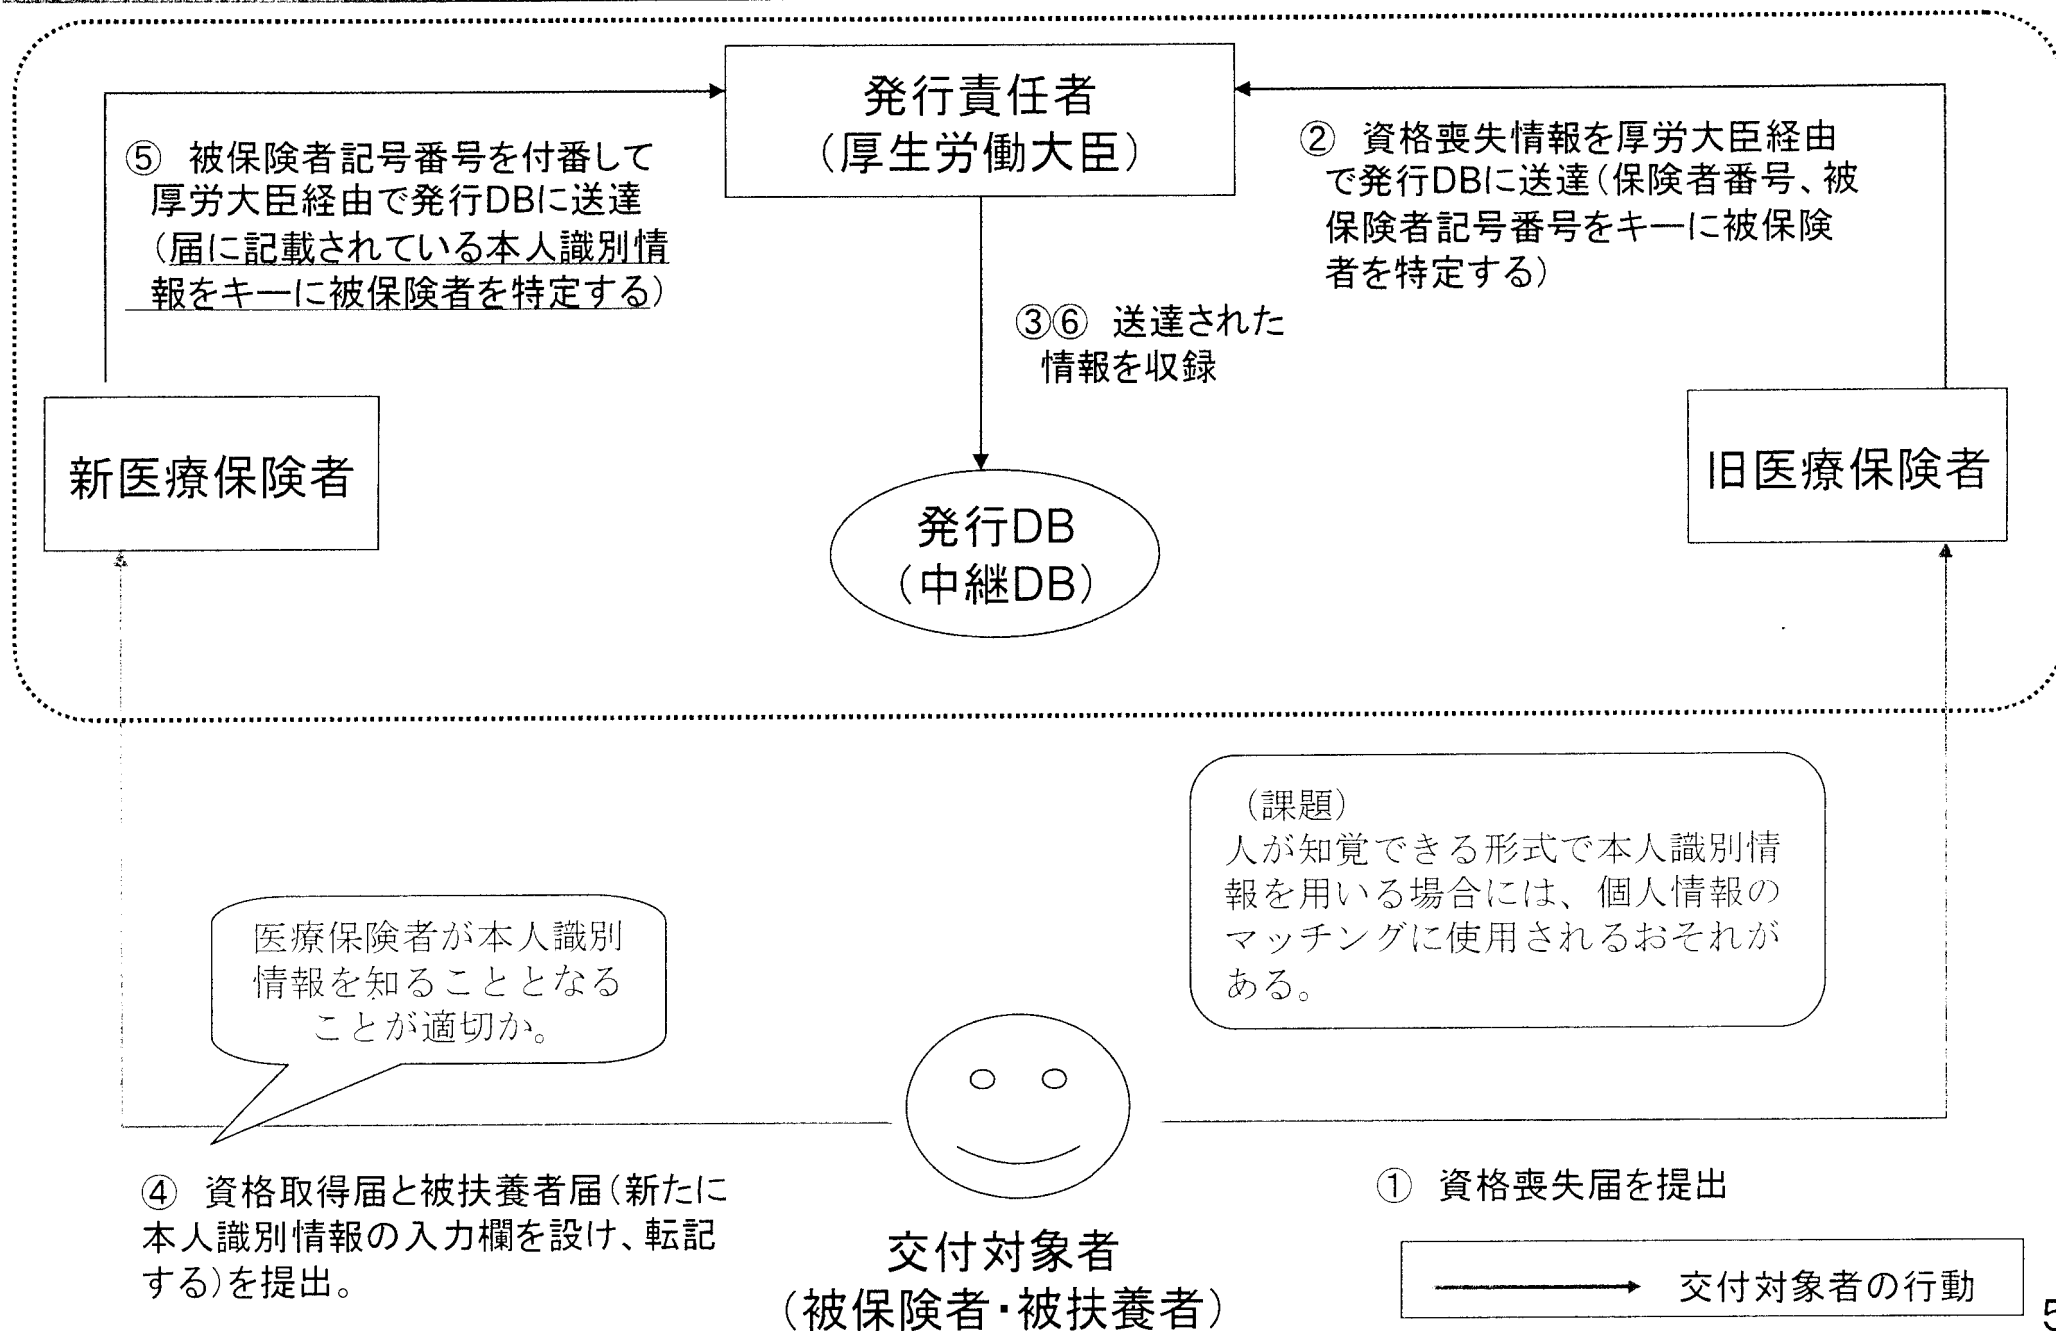 発行責任者
（厚生労働大臣）
⑤ 被保険者記号番号を付番して
厚労大臣経由で発行DBに送達
（届に記載されている本人識別情
報をキーに被保険者を特定する）
② 資格喪失情報を厚労大臣経由
で発行DBに送達（保険者番号、被
保険者記号番号をキーに被保険
者を特定する）
③⑥ 送達された
情報を収録
新医療保険者
旧医療保険者
発行DB
（中継DB）
（課題）
人が知覚できる形式で本人識別情
報を用いる場合には、個人情報の
マッチングに使用されるおそれが
ある。
医療保険者が本人識別
情報を知ることとなる
ことが適切か。
④ 資格取得届と被扶養者届（新たに
本人識別情報の入力欄を設け、転記
する）を提出。
① 資格喪失届を提出
交付対象者
（被保険者・被扶養者）
交付対象者の行動
5